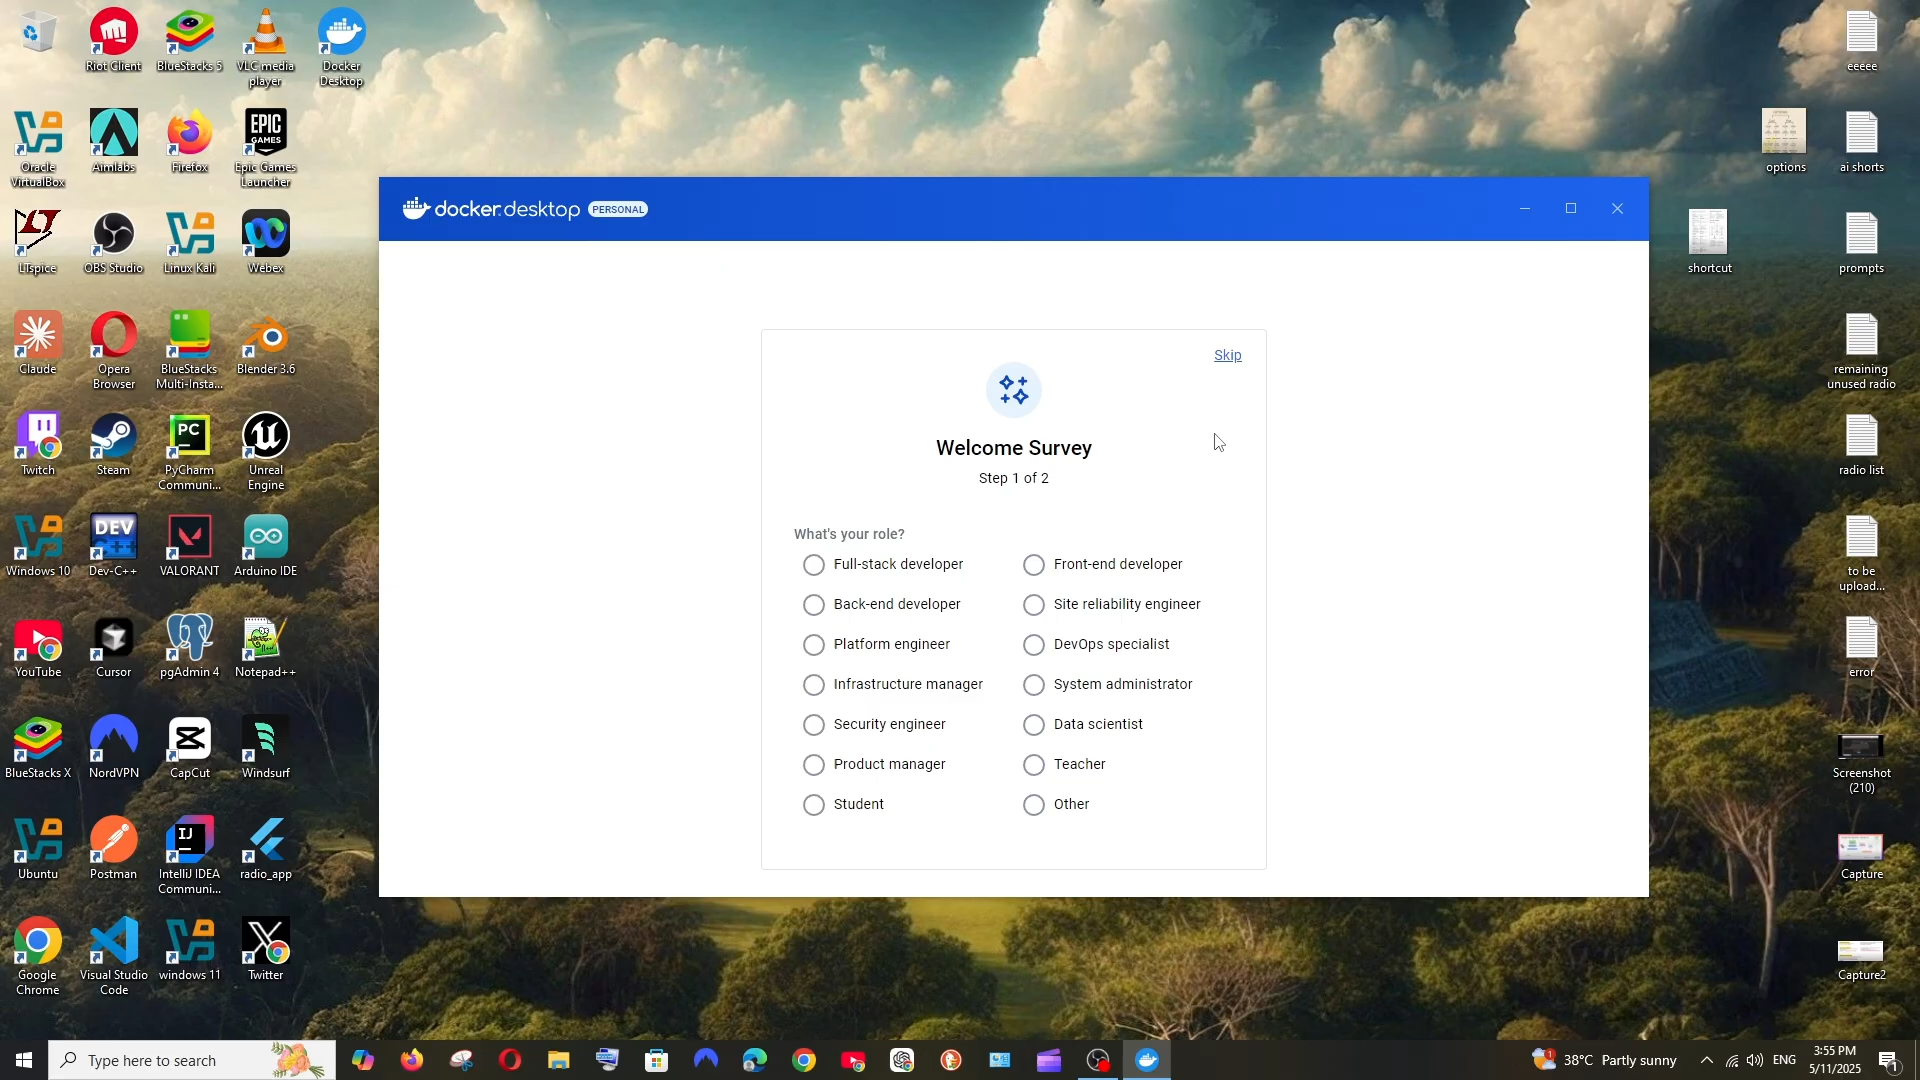 Riot Client
BlueStacks 5
VLC media
player
Docker
Desktop
Oracle
VirtualBox
Aimlabs
Firefox
EPIC
GAMES
Epic Games
Launcher
LTspice
OBS Studio
Linux Kali
Webex
Claude
Opera
Browser
BlueStacks
Multi-Insta...
Blender 3.6
Twitch
Steam
PC
PyCharm
Communi...
Unreal
Engine
Windows 10
DEV
Dev-C++
VALORANT
Arduino IDE
YouTube
Cursor
pgAdmin 4
Notepad++
BlueStacks X
NordVPN
CapCut
Windsurf
Ubuntu
Postman
IJ
IntelliJ IDEA
Communi...
radio_app
Google
Chrome
Visual Studio
Code
windows 11
Twitter
docker desktop PERSONAL
Skip
Welcome Survey
Step 1 of 2
What's your role?
Full-stack developer
Front-end developer
Back-end developer
Site reliability engineer
Platform engineer
DevOps specialist
Infrastructure manager
System administrator
Security engineer
Data scientist
Product manager
Teacher
Student
Other
eeeee
options
ai shorts
shortcut
prompts
remaining
unused radio
radio list
to be
upload...
error
Screenshot
(210)
Capture
Capture2
Type here to search
38°C Partly sunny
ENG
3:55 PM
5/11/2025
1